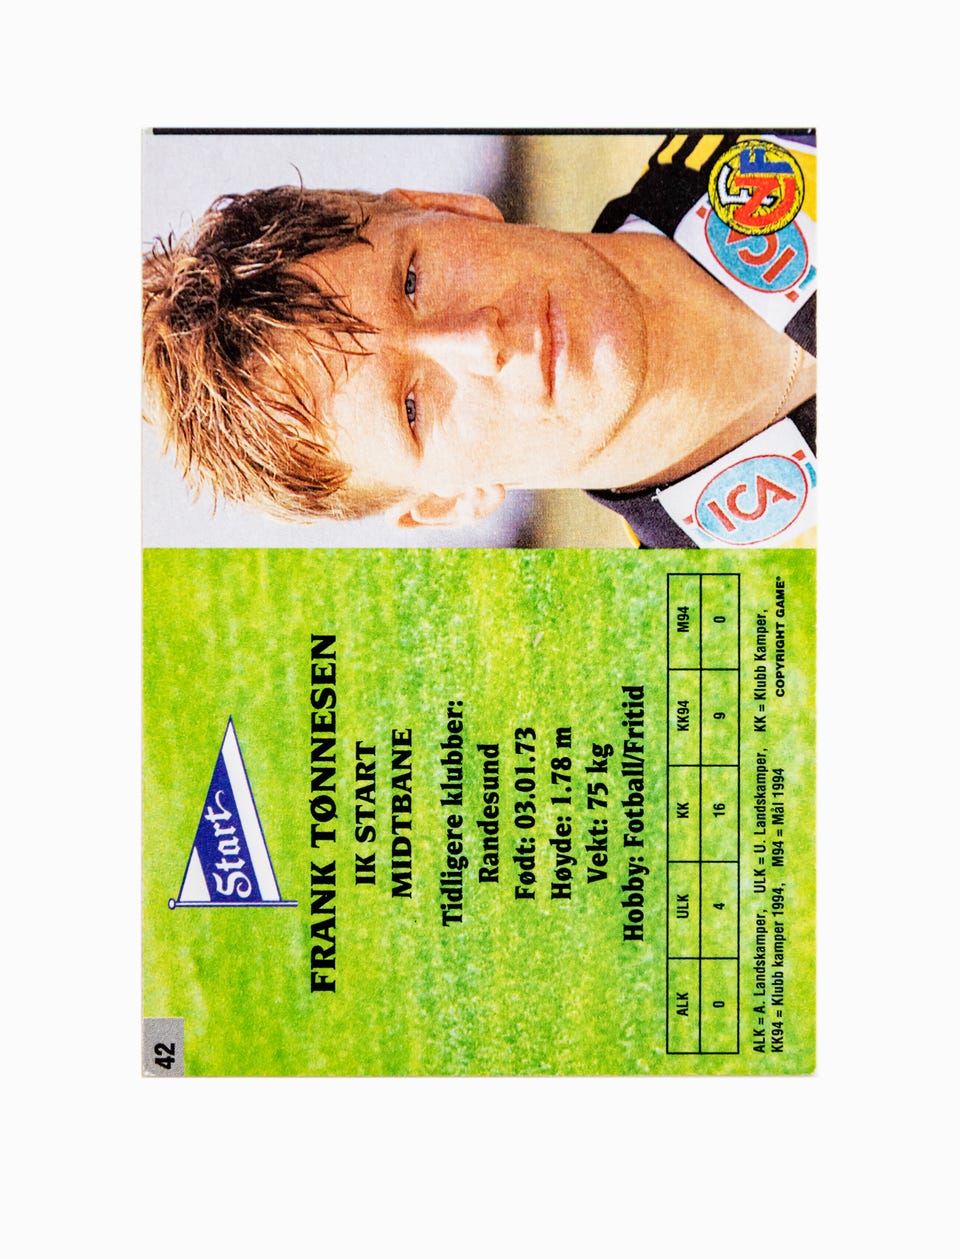 42
Start
FRANK TØNNESEN
IK START
MIDTBANE
Tidligere klubber:
Randesund
Født: 03.01.73
Høyde: 1.78 m
Vekt: 75 kg
Hobby: Fotball/Fritid
ALK ULK KK KK94 M94
0 4 16 9 0
ALK = A. Landskamper, ULK = U. Landskamper, KK = Klubb Kamper,
KK94 = Klubb kamper 1994, M94 = Mål 1994 COPYRIGHT GAME®
ICA
ICA